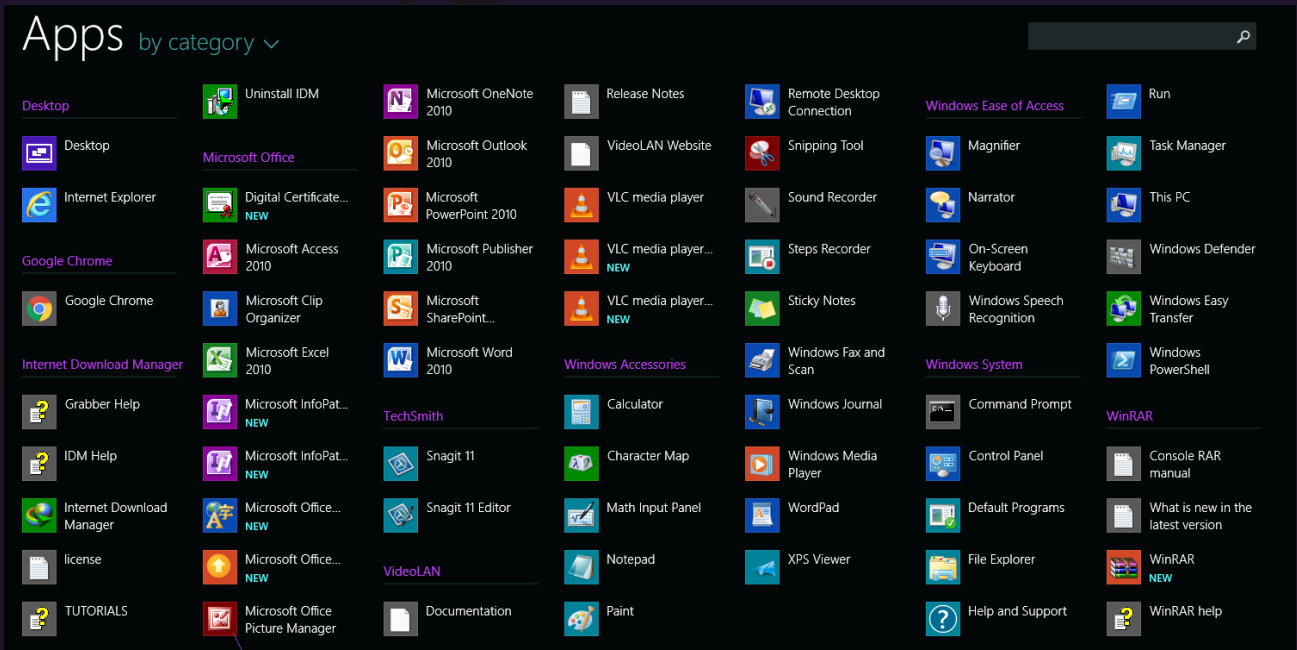 Apps by category
Desktop
Desktop
Internet Explorer
Google Chrome
Google Chrome
Internet Download Manager
Grabber Help
IDM Help
Internet Download
Manager
license
TUTORIALS
Uninstall IDM
Microsoft Office
Digital Certificate...
NEW
Microsoft Access
2010
Microsoft Clip
Organizer
Microsoft Excel
2010
Microsoft InfoPat...
NEW
Microsoft InfoPat...
NEW
Microsoft Office...
NEW
Microsoft Office...
NEW
Microsoft Office
Picture Manager
Microsoft OneNote
2010
Microsoft Outlook
2010
Microsoft
PowerPoint 2010
Microsoft Publisher
2010
Microsoft
SharePoint...
Microsoft Word
2010
TechSmith
Snagit 11
Snagit 11 Editor
VideoLAN
Documentation
Release Notes
VideoLAN Website
VLC media player
VLC media player...
NEW
VLC media player...
NEW
Windows Accessories
Calculator
Character Map
Math Input Panel
Notepad
Paint
Remote Desktop
Connection
Snipping Tool
Sound Recorder
Steps Recorder
Sticky Notes
Windows Fax and
Scan
Windows Journal
Windows Media
Player
WordPad
XPS Viewer
Windows Ease of Access
Magnifier
Narrator
On-Screen
Keyboard
Windows Speech
Recognition
Windows System
Command Prompt
Control Panel
Default Programs
File Explorer
Help and Support
Run
Task Manager
This PC
Windows Defender
Windows Easy
Transfer
Windows
PowerShell
WinRAR
Console RAR
manual
What is new in the
latest version
WinRAR
NEW
WinRAR help